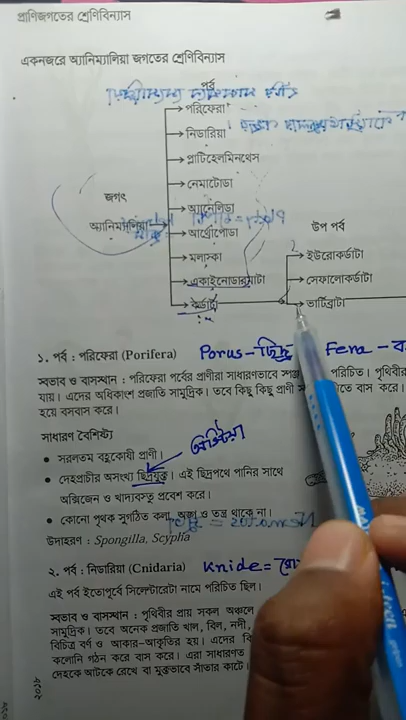 প্রাণিজগতের শ্রেণিবিন্যাস
একনজরে অ্যানিম্যালিয়া জগতের শ্রেণিবিন্যাস
পর্ব
পরিফেরা
নিডারিয়া
প্লাটিহেলমিনথেস
নেমাটোডা
জগৎ
অ্যানেলিডা
অ্যানিম্যালিয়া
আর্থ্রোপোডা
উপ পর্ব
মলাস্কা
ইউরোকর্ডাটা
একাইনোডারমাটা
সেফালোকর্ডাটা
কর্ডাটা
ভার্টিব্রাটা
১. পর্ব : পরিফেরা (Porifera) Porus - ছিদ্র Fera -
স্বভাব ও বাসস্থান : পরিফেরা পর্বের প্রাণীরা সাধারণভাবে পরিচিত। পৃথিবীর
যায়। এদের অধিকাংশ প্রজাতি সামুদ্রিক। তবে কিছু কিছু প্রাণী বাস করে।
হয়ে বসবাস করে।
সাধারণ বৈশিষ্ট্য
• সরলতম বহুকোষী প্রাণী।
• দেহপ্রাচীর অসংখ্য ছিদ্রযুক্ত। এই ছিদ্রপথে পানির সাথে
অক্সিজেন ও খাদ্যবস্তু প্রবেশ করে।
• কোনো পৃথক সুগঠিত কলা, অঙ্গ ও তন্ত্র থাকে না।
উদাহরণ : Spongilla, Scypha
২. পর্ব : নিডারিয়া (Cnidaria) Knide =
এই পর্ব ইতোপূর্বে সিলেন্টারেটা নামে পরিচিত ছিল।
স্বভাব ও বাসস্থান : পৃথিবীর প্রায় সকল অঞ্চলে
সামুদ্রিক। তবে অনেক প্রজাতি খাল, বিল, নদী,
বিচিত্র বর্ণ ও আকার-আকৃতির হয়। এদের
কলোনি গঠন করে বাস করে। এরা সাধারণত
দেহকে আটকে রেখে বা মুক্তভাবে সাঁতার কাটে।
২০১৮